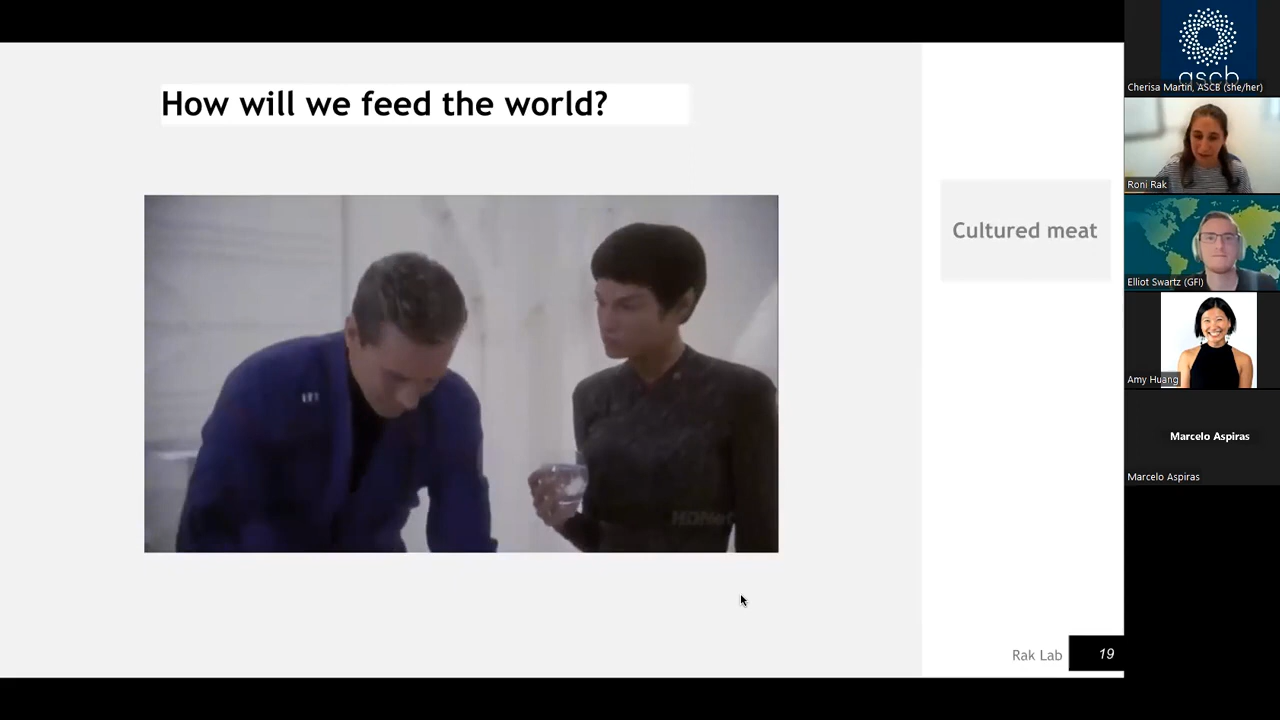 How will we feed the world?
Cultured meat
HDNet
Rak Lab
19
ascb
Cherisa Martin, ASCB (she/her)
Roni Rak
Elliot Swartz (GFI)
Amy Huang
Marcelo Aspiras
Marcelo Aspiras